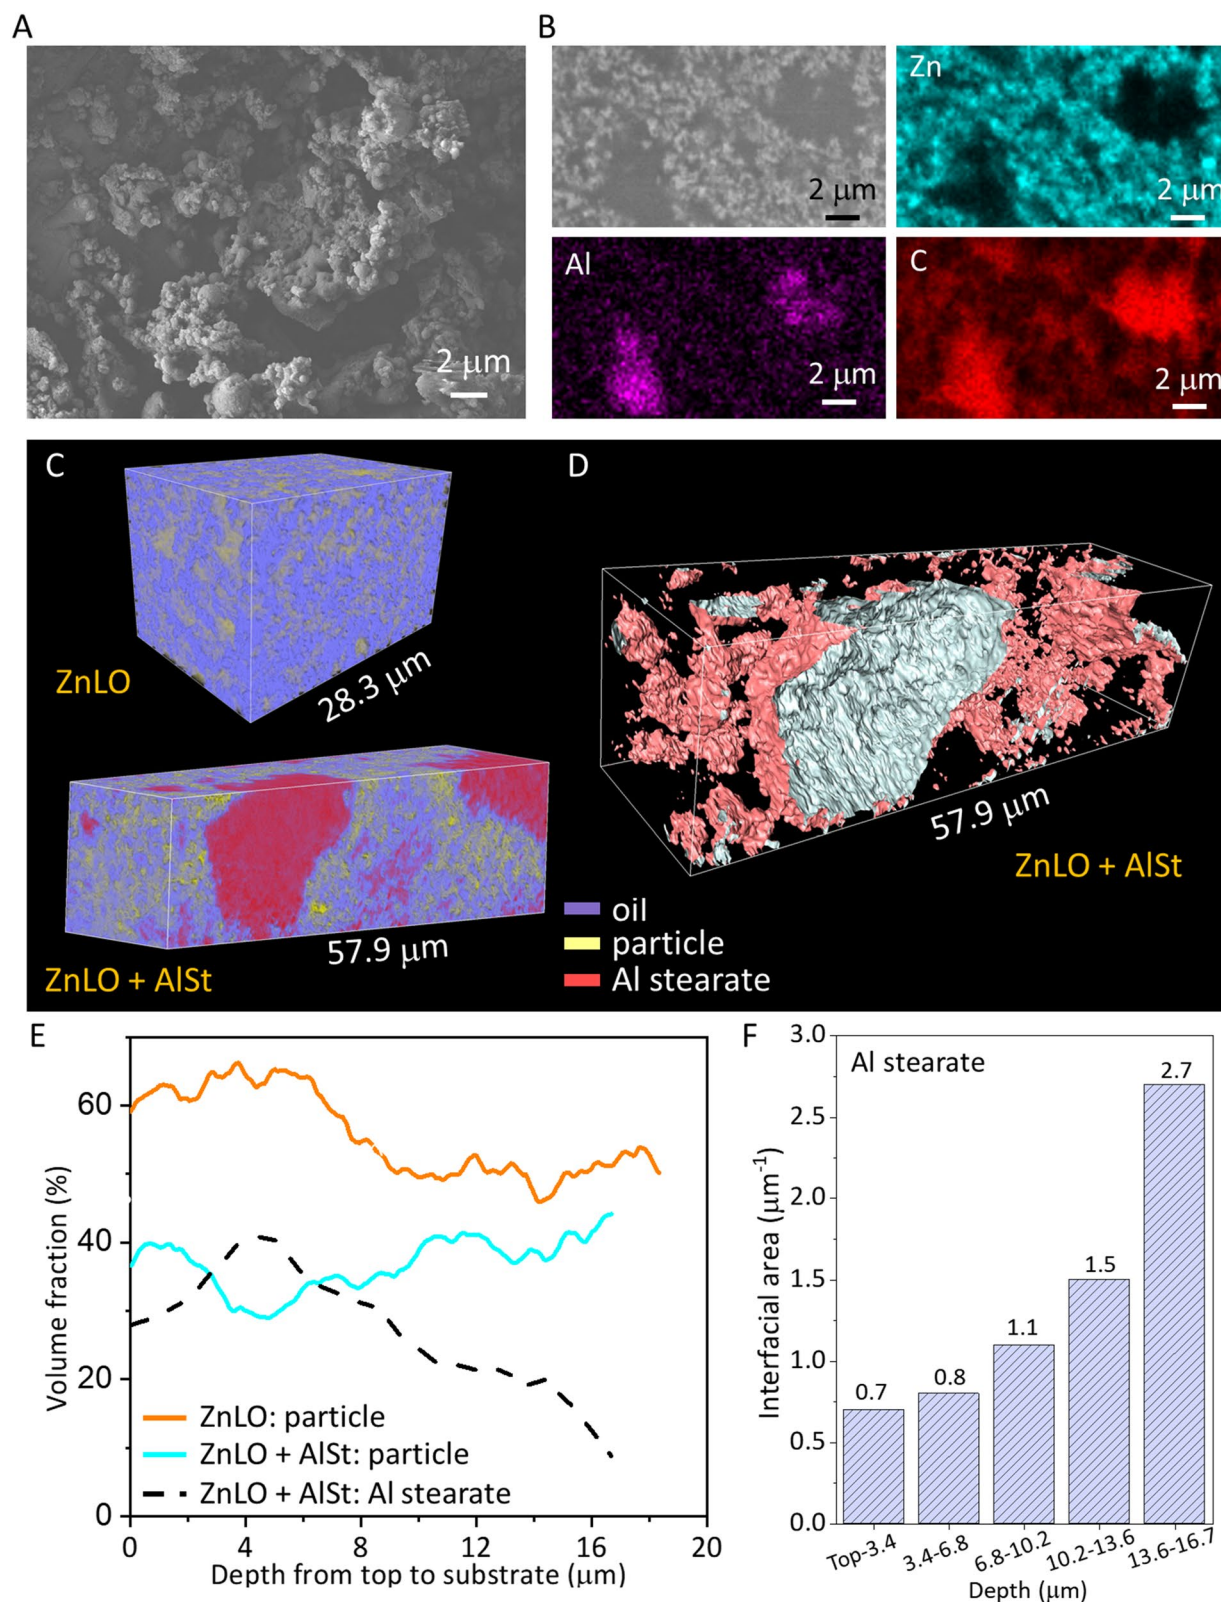 A
2 μm
B
2 μm
Zn
2 μm
Al
2 μm
C
2 μm
C
ZnLO
28.3 μm
ZnLO + AlSt
57.9 μm
D
57.9 μm
ZnLO + AlSt
oil
particle
Al stearate
E
Volume fraction (%)
60
40
20
0
ZnLO: particle
ZnLO + AlSt: particle
ZnLO + AlSt: Al stearate
0 4 8 12 16 20
Depth from top to substrate (μm)
F
Al stearate
Interfacial area (μm⁻¹)
3.0
2.5
2.0
1.5
1.0
0.5
0.0
0.7
0.8
1.1
1.5
2.7
Top-3.4
3.4-6.8
6.8-10.2
10.2-13.6
13.6-16.7
Depth (μm)